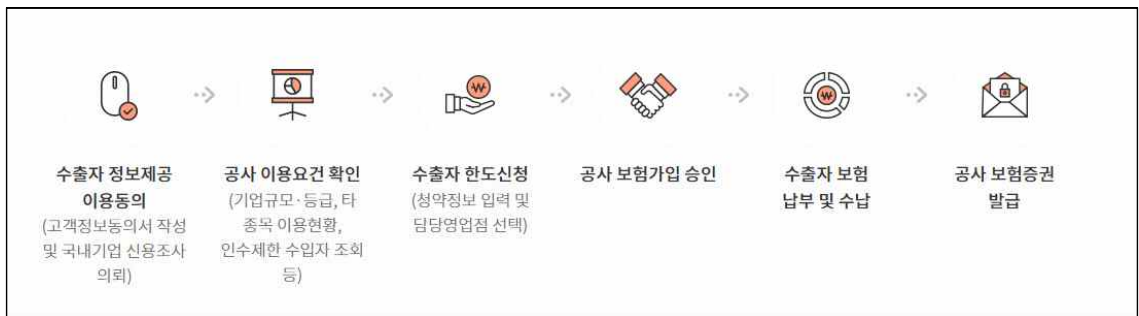 수출자 정보제공
이용동의
(고객정보동의서 작성
및 국내기업 신용조사
의뢰)
공사 이용요건 확인
(기업규모·등급, 타
종목 이용현황,
인수제한 수입자 조회
등)
수출자 한도신청
(청약정보 입력 및
담당영업점 선택)
공사 보험가입 승인
수출자 보험
납부 및 수납
공사 보험증권
발급